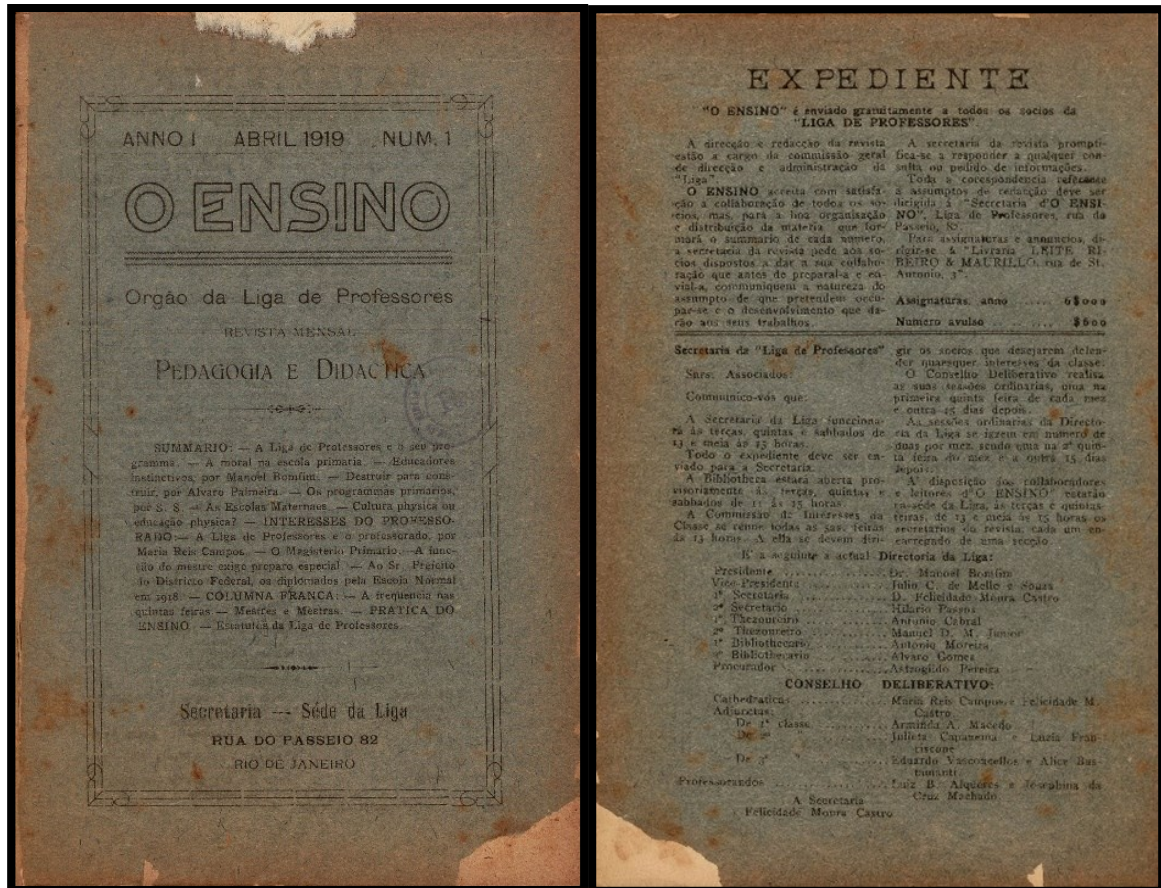 ANNO I ABRIL 1919 NUM. 1
O ENSINO
Orgão da Liga de Professores
REVISTA MENSAL
PEDAGOGIA E DIDACTICA
SUMMARIO: — A Liga de Professores e o seu pro-
gramma. — A moral na escola primaria. — Educadores
instinctivos, por Manoel Bomfim. — Destruir para cons-
truir, por Alvaro Palmeira. — Os programmas primarios,
por S. S. — As Escolas Maternaes. — Cultura physica ou
educação physica? — INTERESSES DO PROFESSO-
RADO: — A Liga de Professores e o professorado, por
Maria Reis Campos. — O Magisterio Primario. — A func-
ção do mestre exige preparo especial. — Ao Sr. Prefeito
do Districto Federal, os diplomados pela Escola Normal
em 1918. — COLUMNA FRANCA: — A frequencia nas
quintas feiras. — Mestres e Mestras. — PRATICA DO
ENSINO. — Estatutos da Liga de Professores.
Secretaria — Séde da Liga
RUA DO PASSEIO 82
RIO DE JANEIRO
EXPEDIENTE
"O ENSINO" é enviado gratuitamente a todos os socios da
"LIGA DE PROFESSORES".
A direcção e redacção da revista
estão a cargo da commissão geral
de direcção e administração da
"Liga".
O ENSINO acceita com satisfa-
ção a collaboração de todos os so-
cios, mas, para a boa organisação
e distribuição da materia que for-
mará o summario de cada numero,
a secretaria da revista pede aos so-
cios dispostos a dar a sua collabo-
ração que antes de preparal-a e en-
vial-a, communiquem a natureza do
assumpto de que pretendem occu-
par-se e o desenvolvimento que da-
rão aos seus trabalhos.
A secretaria da revista prompti-
fica-se a responder a qualquer con-
sulta ou pedido de informações.
Toda a corespondencia referente
a assumptos de redacção deve ser
dirigida á "Secretaria d'O ENSI-
NO", Liga de Professores, rua do
Passeio, 82.
Para assignaturas e annuncios, di-
rigir-se á "Livraria LEITE RI-
BEIRO & MAURILLO, rua de St.
Antonio, 3".
Assignaturas, anno ...... 6$000
Numero avulso .. .... .. $600
Secretaria da "Liga de Professores"
Snrs. Associados:
Communico-vos que:
A Secretaria da Liga funcciona-
rá ás terças, quintas e sabbados de
13 e meia ás 15 horas.
Todo o expediente deve ser en-
viado para a Secretaria.
A Bibliotheca estará aberta pro-
visoriamente ás terças, quintas e
sabbados de ás 15 horas
A Commissão de Interesses da
Classe se reune todas as feiras
ás 13 horas. A ella se devem diri-
gir os socios que desejarem defen-
der quaesquer interesses da classe.
O Conselho Deliberativo realisa
as suas sessões ordinarias, uma na
primeira quinta feira de cada mez
e outra 15 dias depois.
As sessões ordinarias da Directo-
ria da Liga se fazem em numero de
duas por mez, sendo uma na 2ª quin-
ta feira do mez e a outra 15 dias
depois.
A' disposição dos collaboradores
e leitores d'"O ENSINO" estarão
na séde da Liga, ás terças e quintas-
feiras, de 13 e meia ás 15 horas os
secretarios da revista, cada um en-
carregado de uma secção.
E' a seguinte a actual Directoria da Liga:
Presidente .............. Dr. Manoel Bomfim
Vice-Presidente .............. Julio C. de Mello e Souza
1ª Secretaria .............. D. Felicidade Moura Castro
2º Secretario .............. Hilario Passos
1º Thezoureiro .............. Antonio Cabral
2º Thezoureiro .............. Manuel D. M. Junior
1º Bibliothecario .............. Antonio Moreira
2º Bibliothecario .............. Alvaro Gomes
Procurador .............. Astrogildo Pereira
CONSELHO DELIBERATIVO:
Cathedraticas .............. Maria Reis Campos e Felicidade M.
Castro
Adjuntas:
De 1ª classe .............. Arminda A. Macedo
De 2ª " .............. Julieta Capanema e Luzia Fran-
ciscone
De 3ª " .............. Eduardo Vasconcellos e Alice Bus-
Professorandos .............. Luiz B. Alqueres e Josephina da
Cruz Machado.
A Secretaria
Felicidade Moura Castro